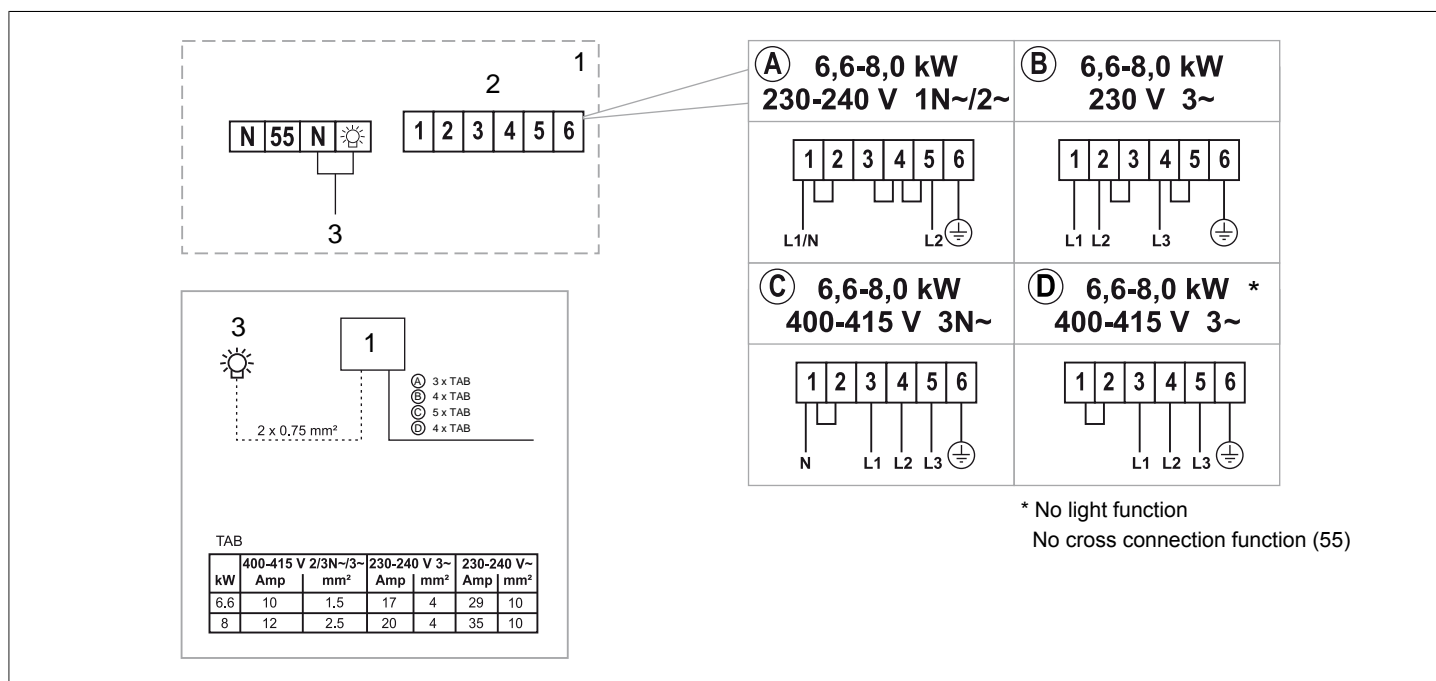 1
2
N 55 N
1 2 3 4 5 6
3
A 6,6-8,0 kW
230-240 V 1N~/2~
1 2 3 4 5 6
L1/N L2
B 6,6-8,0 kW
230 V 3~
1 2 3 4 5 6
L1 L2 L3
C 6,6-8,0 kW
400-415 V 3N~
1 2 3 4 5 6
N L1 L2 L3
D 6,6-8,0 kW *
400-415 V 3~
1 2 3 4 5 6
L1 L2 L3
* No light function
No cross connection function (55)
3
1
A 3 x TAB
B 4 x TAB
C 5 x TAB
D 4 x TAB
2 x 0.75 mm²
TAB
400-415 V 2/3N~/3~ 230-240 V 3~ 230-240 V~
kW Amp mm² Amp mm² Amp mm²
6.6 10 1.5 17 4 29 10
8 12 2.5 20 4 35 10